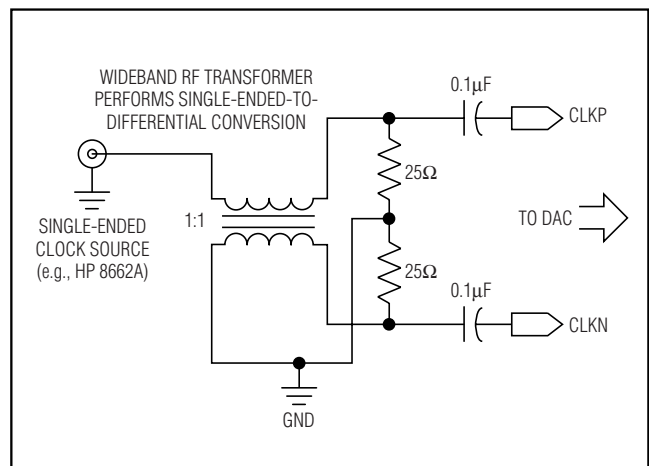 WIDEBAND RF TRANSFORMER
PERFORMS SINGLE-ENDED-TO-
DIFFERENTIAL CONVERSION
0.1µF
CLKP
25Ω
SINGLE-ENDED
CLOCK SOURCE
(e.g., HP 8662A)
1:1
TO DAC
25Ω
0.1µF
CLKN
GND